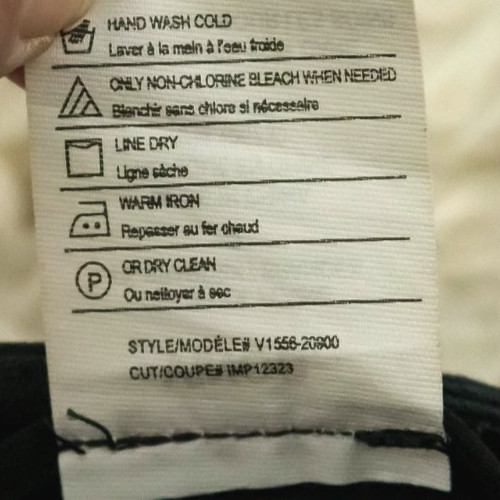 HAND WASH COLD
Laver à la main à l'eau froide
ONLY NON-CHLORINE BLEACH WHEN NEEDED
Blanchir sans chlore si nécessaire
LINE DRY
Ligne sèche
WARM IRON
Repasser au fer chaud
P
OR DRY CLEAN
Ou nettoyer à sec
STYLE/MODÈLE# V1556-20900
CUT/COUPE# IMP12323